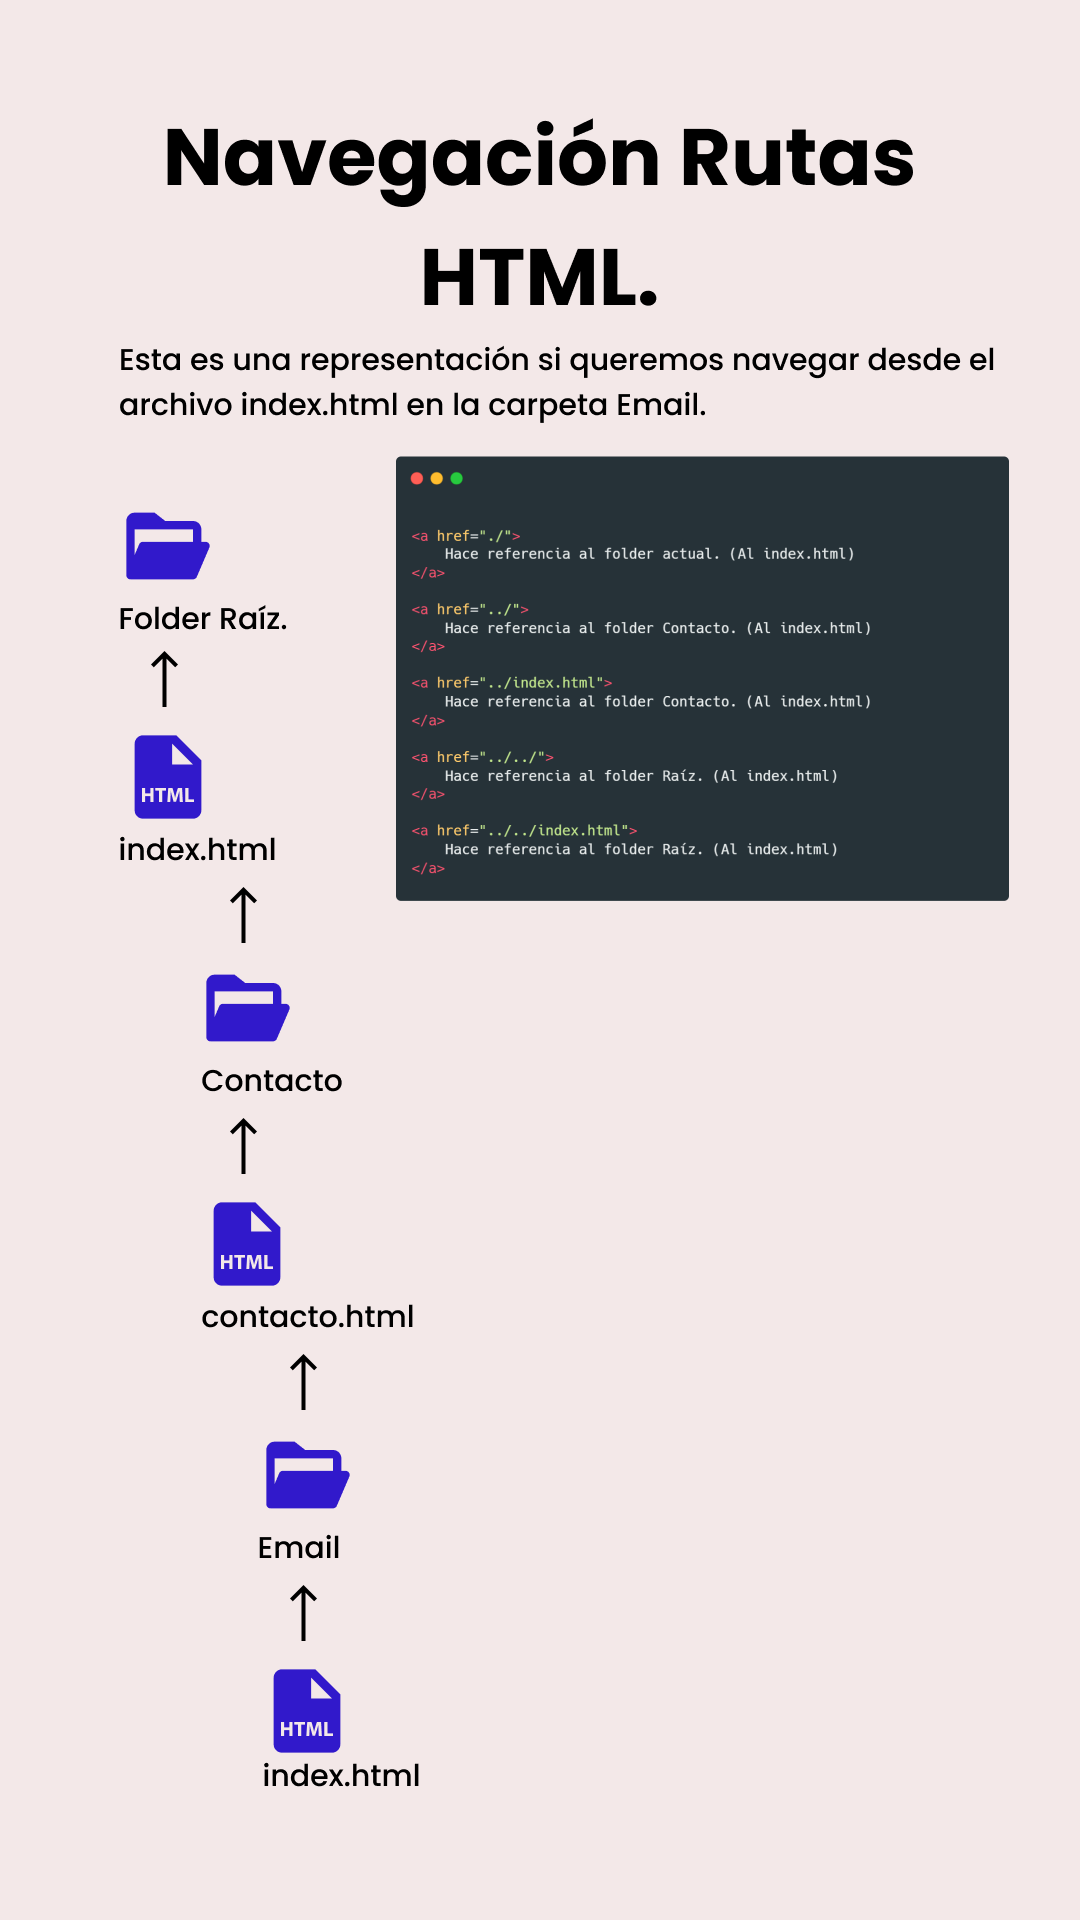 Navegación Rutas
HTML.
Esta es una representación si queremos navegar desde el
archivo index.html en la carpeta Email.
<a href="./">
Hace referencia al folder actual. (Al index.html)
</a>
<a href="../">
Hace referencia al folder Contacto. (Al index.html)
</a>
<a href="../index.html">
Hace referencia al folder Contacto. (Al index.html)
</a>
<a href="../../">
Hace referencia al folder Raíz. (Al index.html)
</a>
<a href="../../index.html">
Hace referencia al folder Raíz. (Al index.html)
</a>
Folder Raíz.
HTML
index.html
Contacto
HTML
contacto.html
Email
HTML
index.html